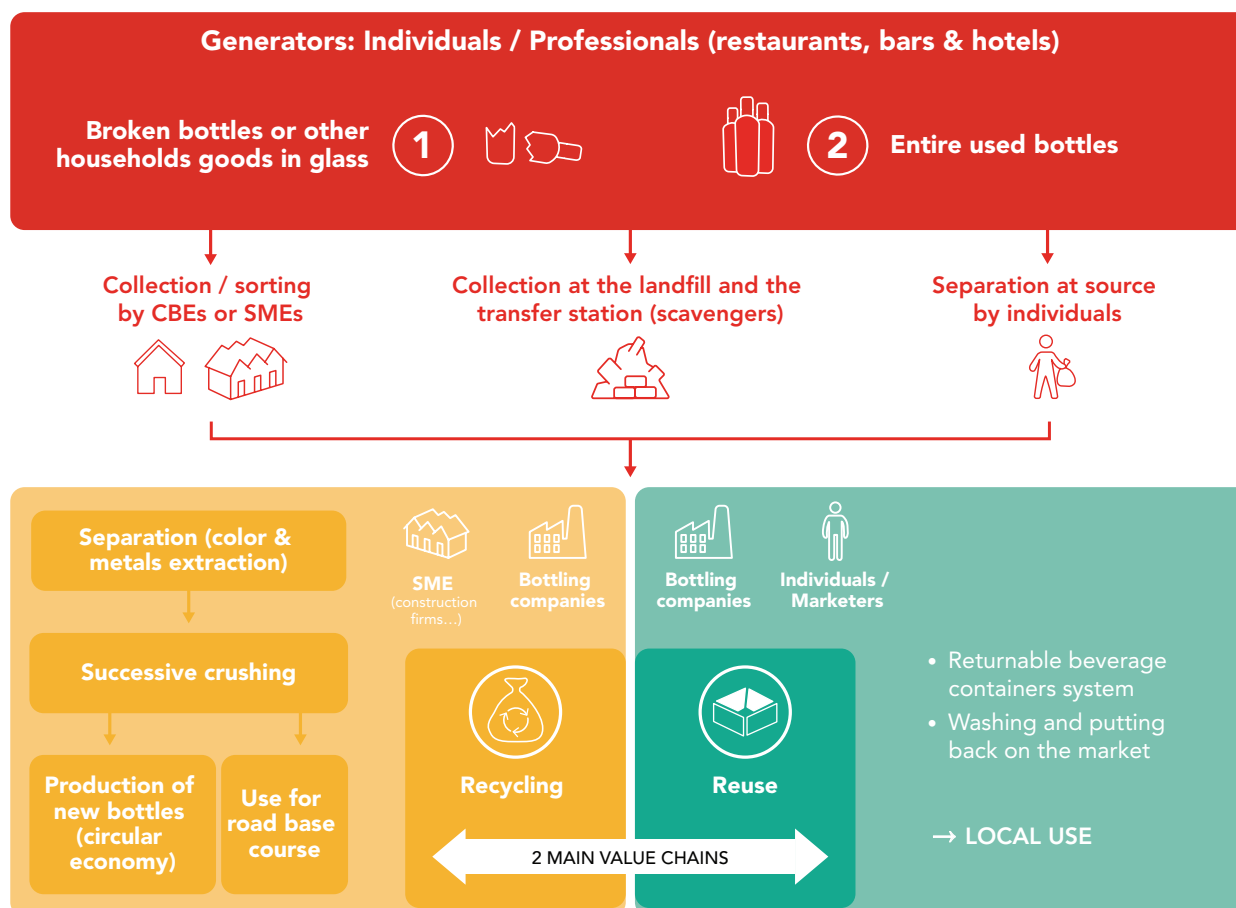 Generators: Individuals / Professionals (restaurants, bars & hotels)
Broken bottles or other
households goods in glass
1
2
Entire used bottles
Collection / sorting
by CBEs or SMEs
Collection at the landfill and the
transfer station (scavengers)
Separation at source
by individuals
Separation (color &
metals extraction)
Successive crushing
Production of
new bottles
(circular
economy)
Use for
road base
course
SME
(construction
firms…)
Bottling
companies
Recycling
Bottling
companies
Individuals /
Marketers
Reuse
2 MAIN VALUE CHAINS
• Returnable beverage
containers system
• Washing and putting
back on the market
→ LOCAL USE